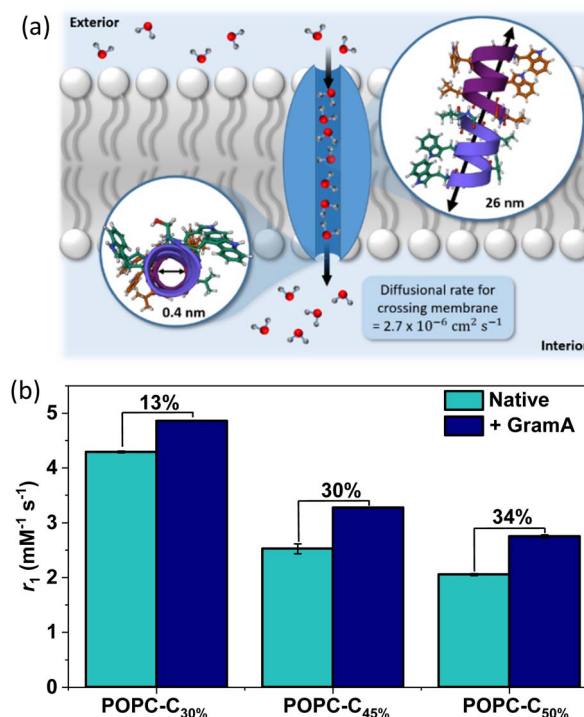 (a)
Exterior
26 nm
0.4 nm
Diffusional rate for
crossing membrane
= 2.7 x 10⁻⁶ cm² s⁻¹
Interior
(b)
Native
+ GramA
13%
30%
34%
r₁ (mM⁻¹ s⁻¹)
5
4
3
2
1
0
POPC-C₃₀% POPC-C₄₅% POPC-C₅₀%